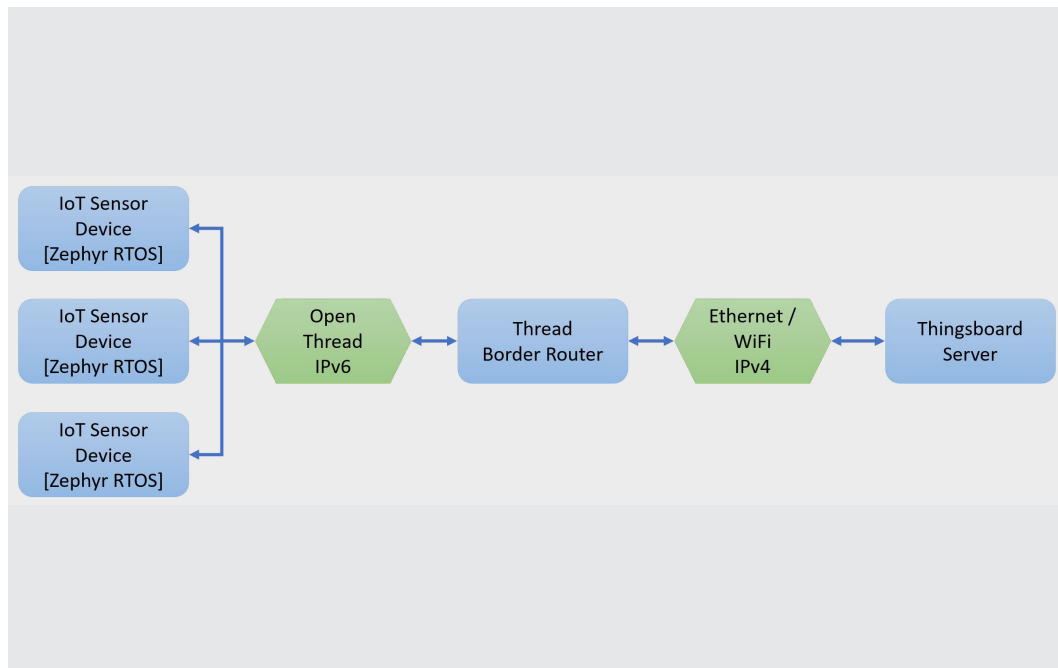 IoT Sensor
Device
[Zephyr RTOS]
IoT Sensor
Device
[Zephyr RTOS]
IoT Sensor
Device
[Zephyr RTOS]
Open
Thread
IPv6
Thread
Border Router
Ethernet /
WiFi
IPv4
Thingsboard
Server